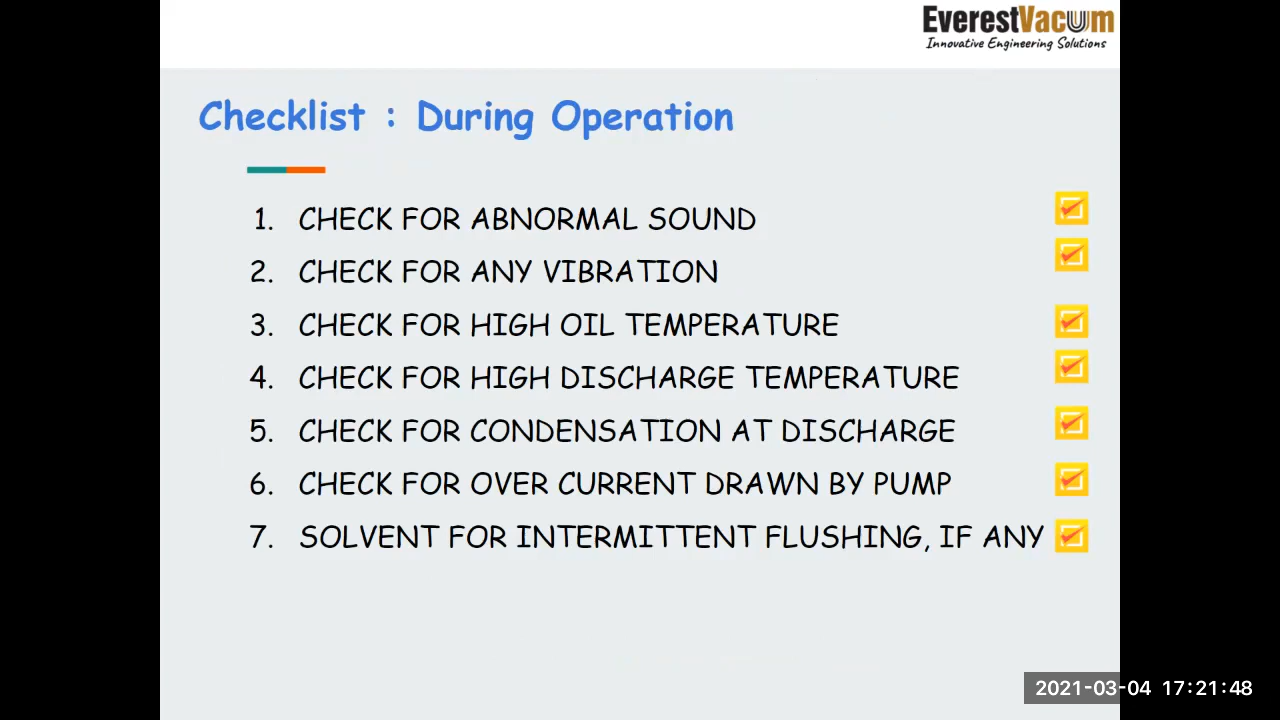 EverestVacuum
Innovative Engineering Solutions
Checklist : During Operation
1. CHECK FOR ABNORMAL SOUND
2. CHECK FOR ANY VIBRATION
3. CHECK FOR HIGH OIL TEMPERATURE
4. CHECK FOR HIGH DISCHARGE TEMPERATURE
5. CHECK FOR CONDENSATION AT DISCHARGE
6. CHECK FOR OVER CURRENT DRAWN BY PUMP
7. SOLVENT FOR INTERMITTENT FLUSHING, IF ANY
2021-03-04 17:21:48